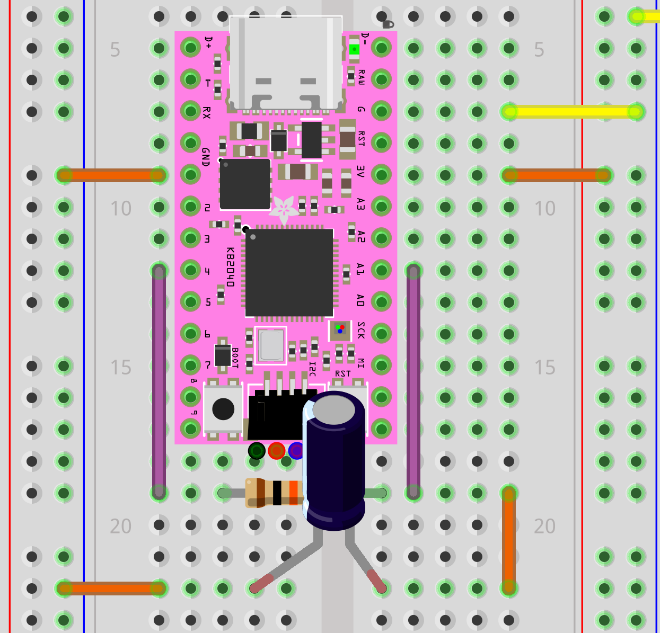 5
5
10
10
15
15
20
20
D+
T
RX
GND
2
3
4
5
6
7
8
9
D-
RAW
G
RST
3V
A3
A2
A1
A0
SCK
MI
KB2040
BOOT
I2C
RST